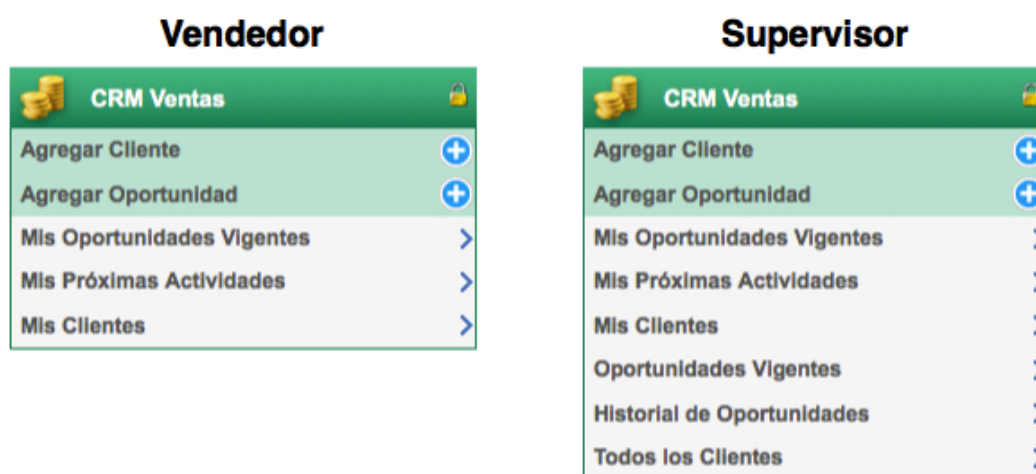 Vendedor
CRM Ventas
Agregar Cliente
Agregar Oportunidad
Mis Oportunidades Vigentes
Mis Próximas Actividades
Mis Clientes
Supervisor
CRM Ventas
Agregar Cliente
Agregar Oportunidad
Mis Oportunidades Vigentes
Mis Próximas Actividades
Mis Clientes
Oportunidades Vigentes
Historial de Oportunidades
Todos los Clientes